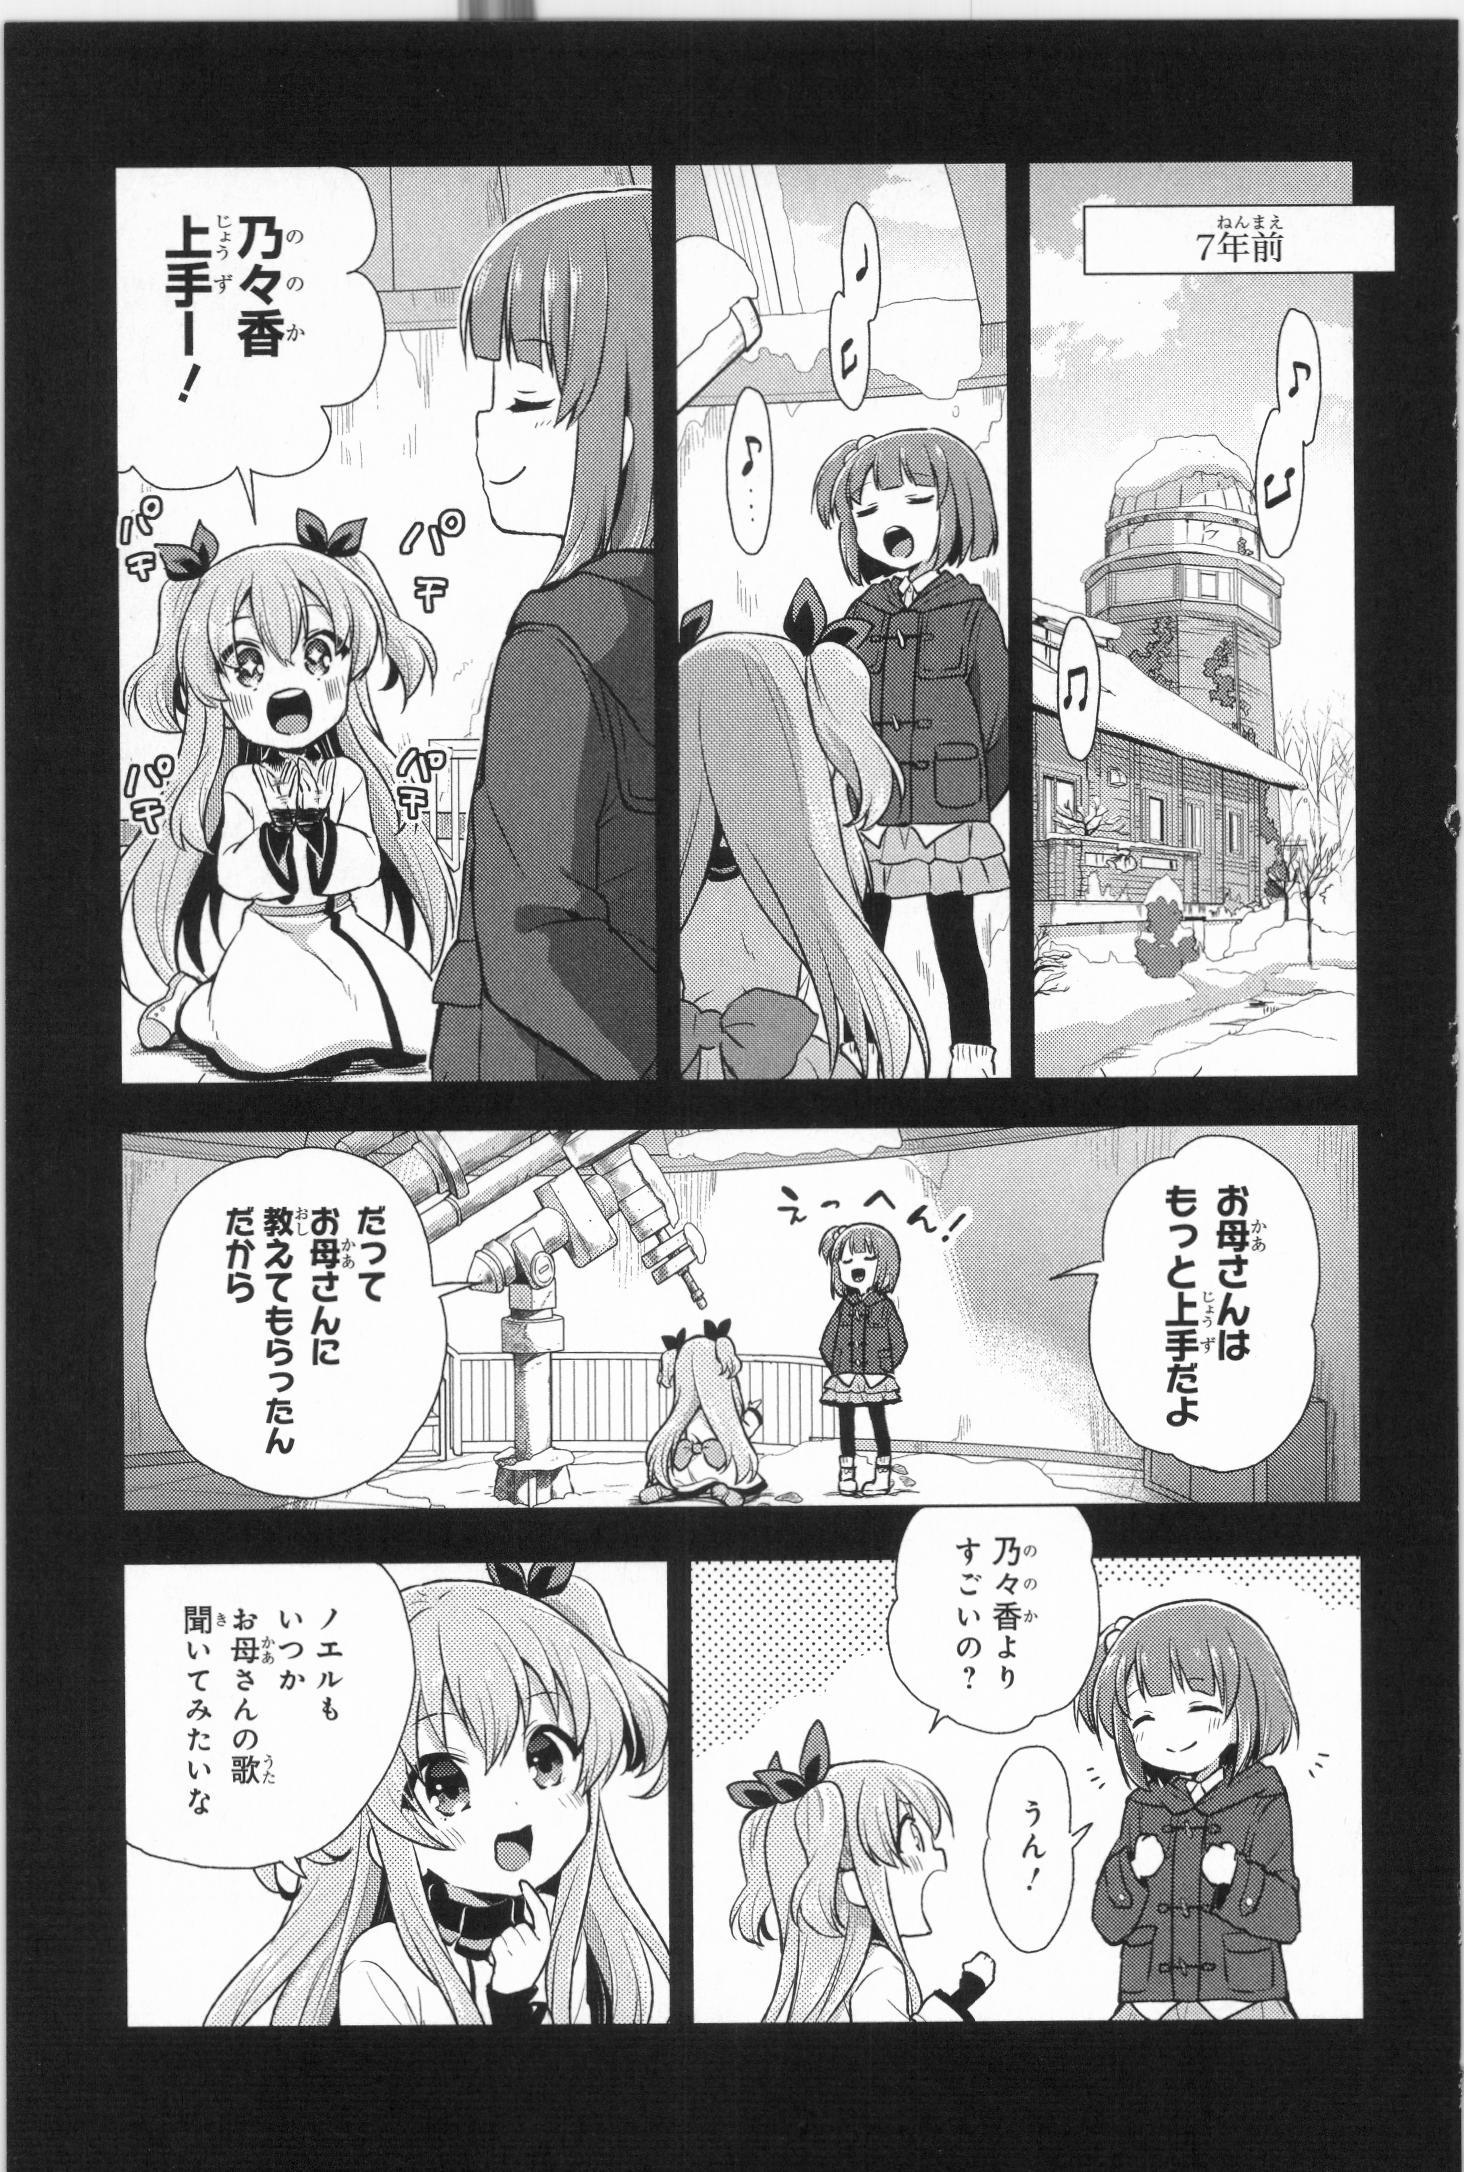 7年前
♪
♫
♫
♪
♫
♪…
乃々香
上手ー！
パチ
パチ
パチ
パチ
お母さんは
もっと上手だよ
えっへん！
だって
お母さんに
教えてもらったん
だから
乃々香より
すごいの？
うん！
ノエルも
いつか
お母さんの歌
聞いてみたいな